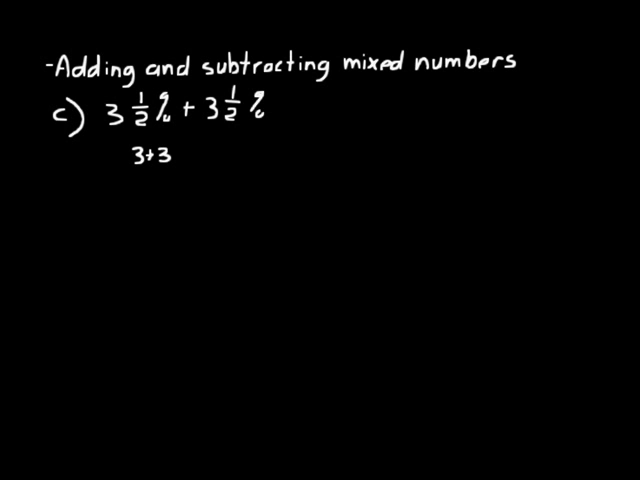 -Adding and subtracting mixed numbers
c) 3 1/2 % + 3 1/2 %
3+3